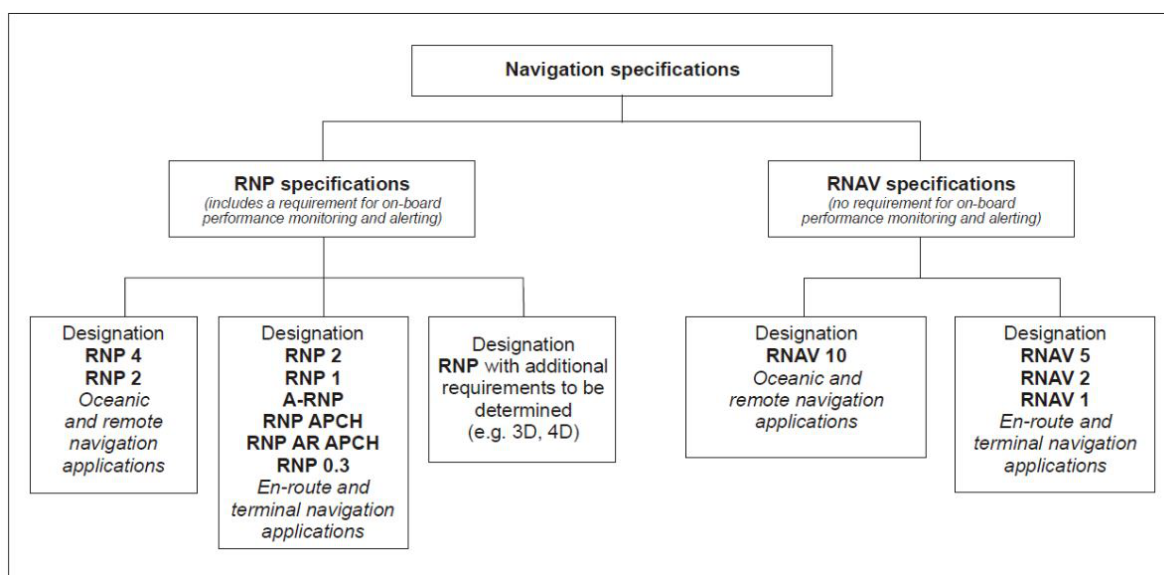 Navigation specifications
RNP specifications
(includes a requirement for on-board
performance monitoring and alerting)
RNAV specifications
(no requirement for on-board
performance monitoring and alerting)
Designation
RNP 4
RNP 2
Oceanic
and remote
navigation
applications
Designation
RNP 2
RNP 1
A-RNP
RNP APCH
RNP AR APCH
RNP 0.3
En-route and
terminal navigation
applications
Designation
RNP with additional
requirements to be
determined
(e.g. 3D, 4D)
Designation
RNAV 10
Oceanic and
remote navigation
applications
Designation
RNAV 5
RNAV 2
RNAV 1
En-route and
terminal navigation
applications